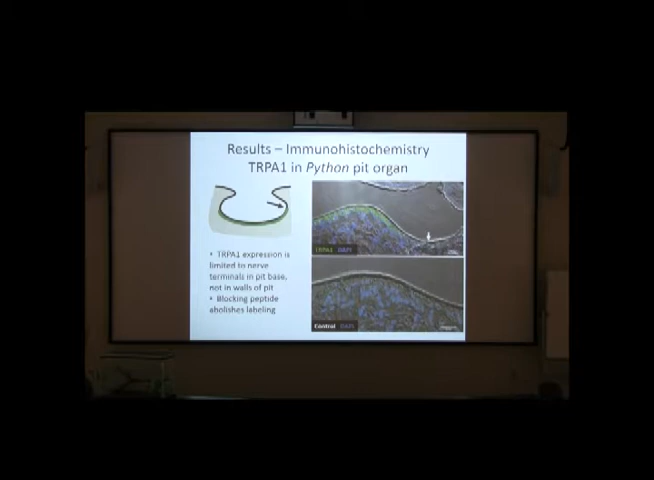 Results – Immunohistochemistry
TRPA1 in Python pit organ
• TRPA1 expression is
limited to nerve
terminals in pit base,
not in walls of pit
• Blocking peptide
abolishes labeling
TRPA1 DAPI
Control DAPI